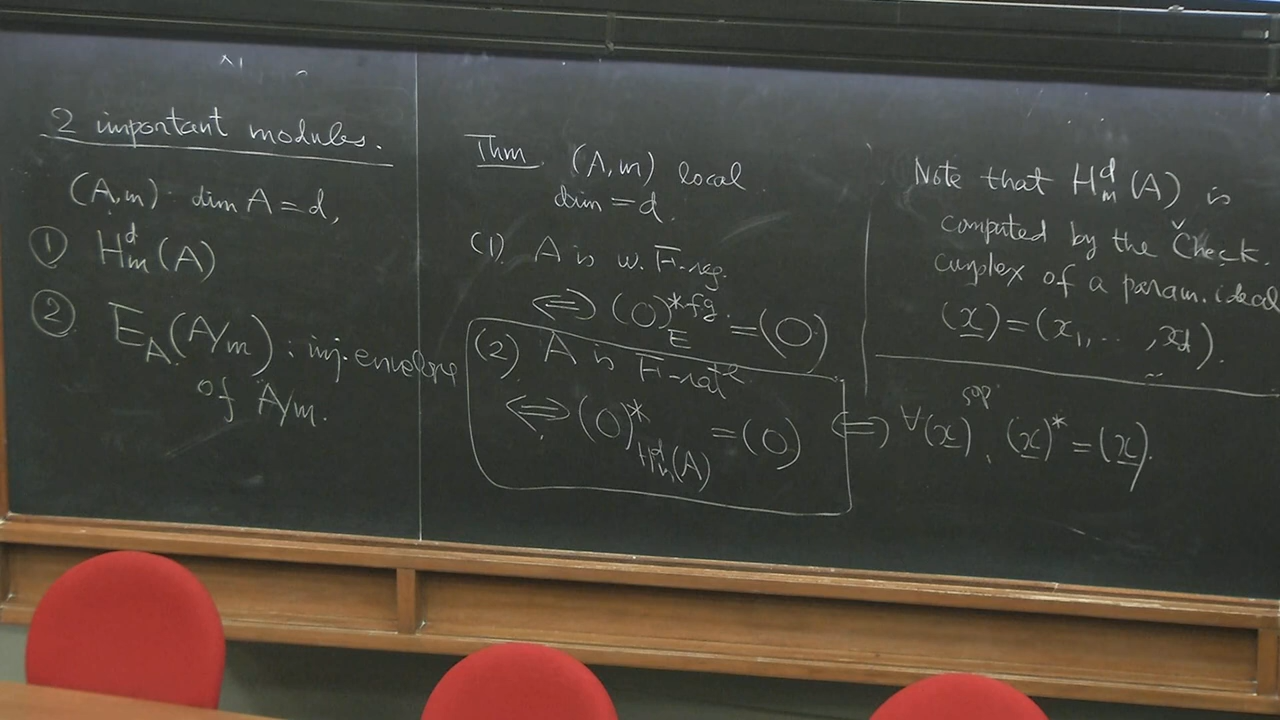 2 important modules.
(A, m) dim A = d,
① H^d_m(A)
② E_A(A/m) : inj. envelope
of A/m.
Thm (A, m) local
dim = d.
(1). A is w. F-reg.
⟺ (0)^{* fg.}_E = (0)
(2). A is F-rat'l.
⟺ (0)^*_{H^d_m(A)} = (0)
Note that H^d_m(A) is
computed by the Čheck.
complex of a param. ideal
(x) = (x_1, .. , x_d).
sop
⟺ ∀(x), (x)^* = (x).